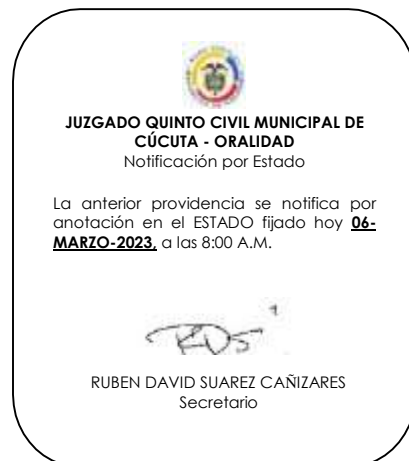 JUZGADO QUINTO CIVIL MUNICIPAL DE
CÚCUTA - ORALIDAD
Notificación por Estado
La anterior providencia se notifica por
anotación en el ESTADO fijado hoy 06-
MARZO-2023, a las 8:00 A.M.
RUBEN DAVID SUAREZ CAÑIZARES
Secretario